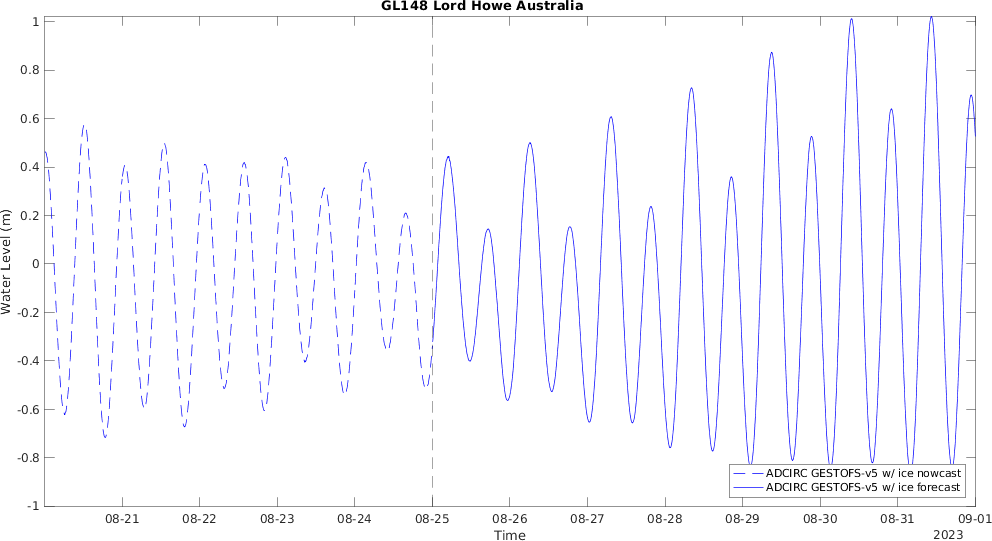 GL148 Lord Howe Australia
1
0.8
0.6
0.4
0.2
0
-0.2
-0.4
-0.6
-0.8
-1
Water Level (m)
ADCIRC GESTOFS-v5 w/ ice nowcast
ADCIRC GESTOFS-v5 w/ ice forecast
08-21 08-22 08-23 08-24 08-25 08-26 08-27 08-28 08-29 08-30 08-31 09-01
Time
2023